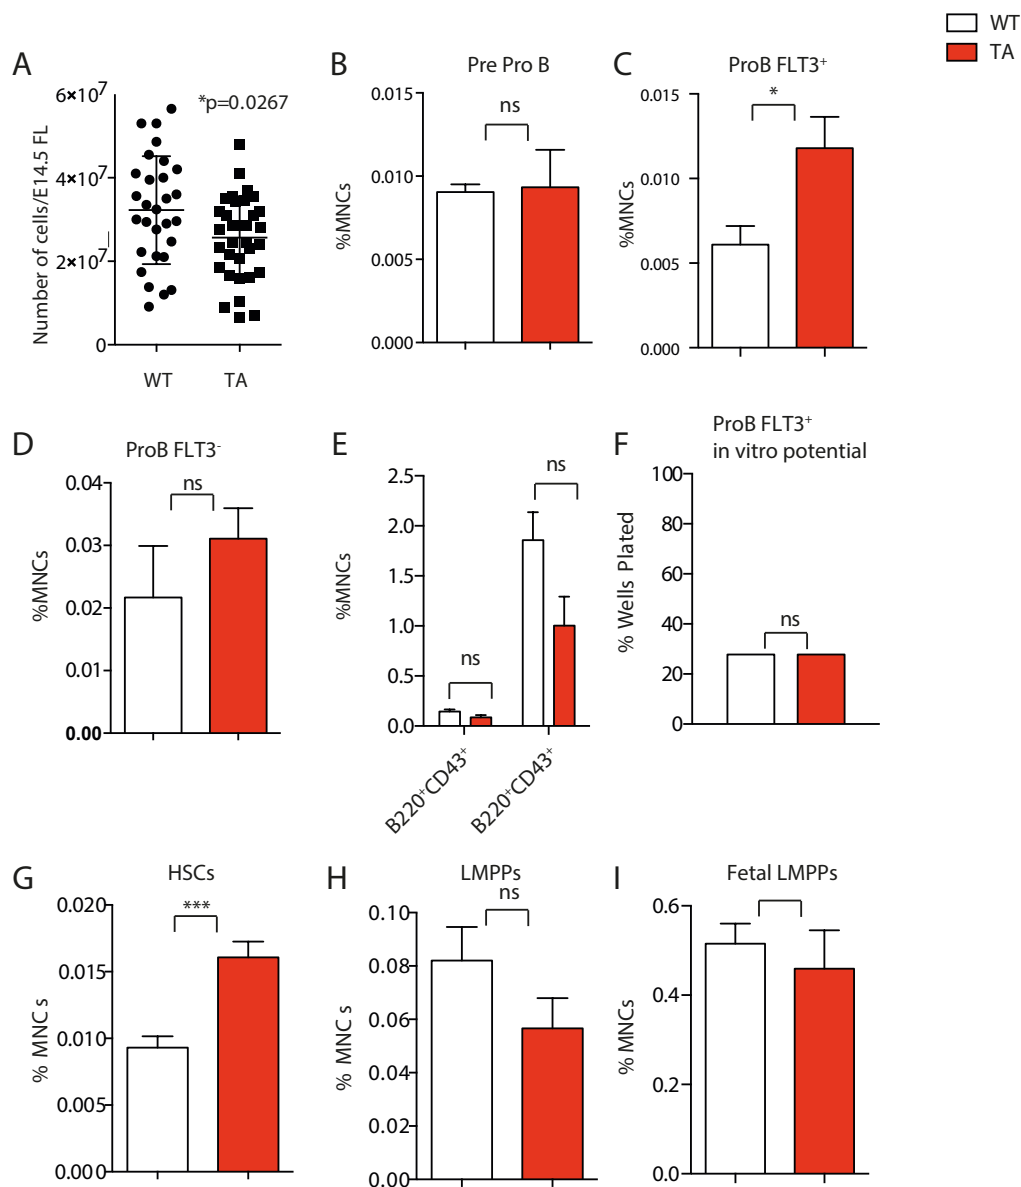 WT
TA
A
*p=0.0267
Number of cells/E14.5 FL
6×10⁷
4×10⁷
2×10⁷
0
WT
TA
B
Pre Pro B
ns
%MNCs
0.015
0.010
0.005
0.000
C
ProB FLT3⁺
*
%MNCs
0.015
0.010
0.005
0.000
D
ProB FLT3⁻
ns
%MNCs
0.04
0.03
0.02
0.01
0.00
E
ns
ns
%MNCs
2.5
2.0
1.5
1.0
0.5
0.0
B220⁺CD43⁺
B220⁺CD43⁺
F
ProB FLT3⁺
in vitro potential
ns
% Wells Plated
100
80
60
40
20
0
G
HSCs
***
% MNC s
0.020
0.015
0.010
0.005
0.000
H
LMPPs
ns
% MNC s
0.10
0.08
0.06
0.04
0.02
0.00
I
Fetal LMPPs
% MNCs
0.6
0.4
0.2
0.0